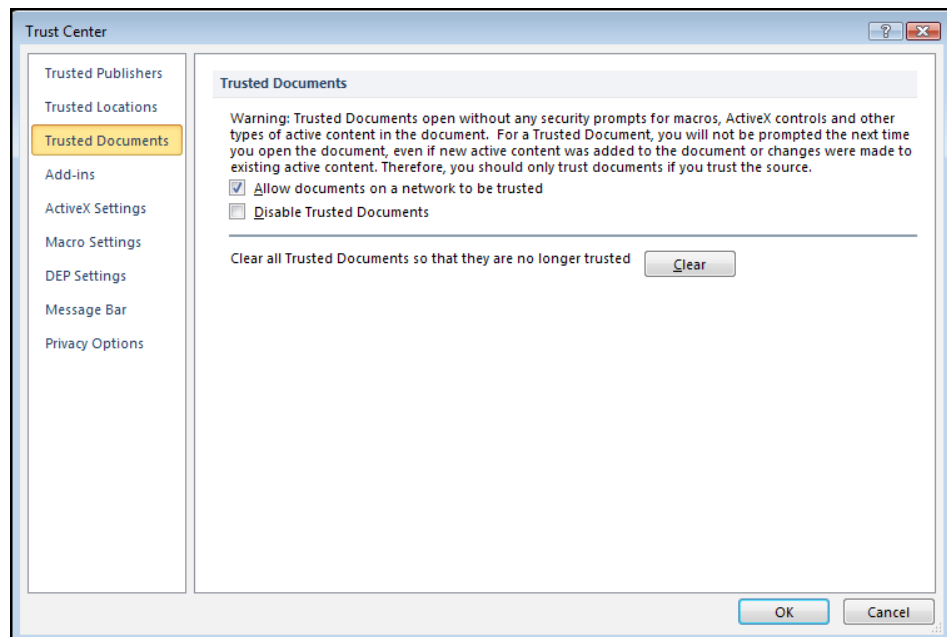 Trust Center
Trusted Publishers
Trusted Locations
Trusted Documents
Add-ins
ActiveX Settings
Macro Settings
DEP Settings
Message Bar
Privacy Options
Trusted Documents
Warning: Trusted Documents open without any security prompts for macros, ActiveX controls and other
types of active content in the document.  For a Trusted Document, you will not be prompted the next time
you open the document, even if new active content was added to the document or changes were made to
existing active content. Therefore, you should only trust documents if you trust the source.
Allow documents on a network to be trusted
Disable Trusted Documents
Clear all Trusted Documents so that they are no longer trusted
Clear
OK
Cancel